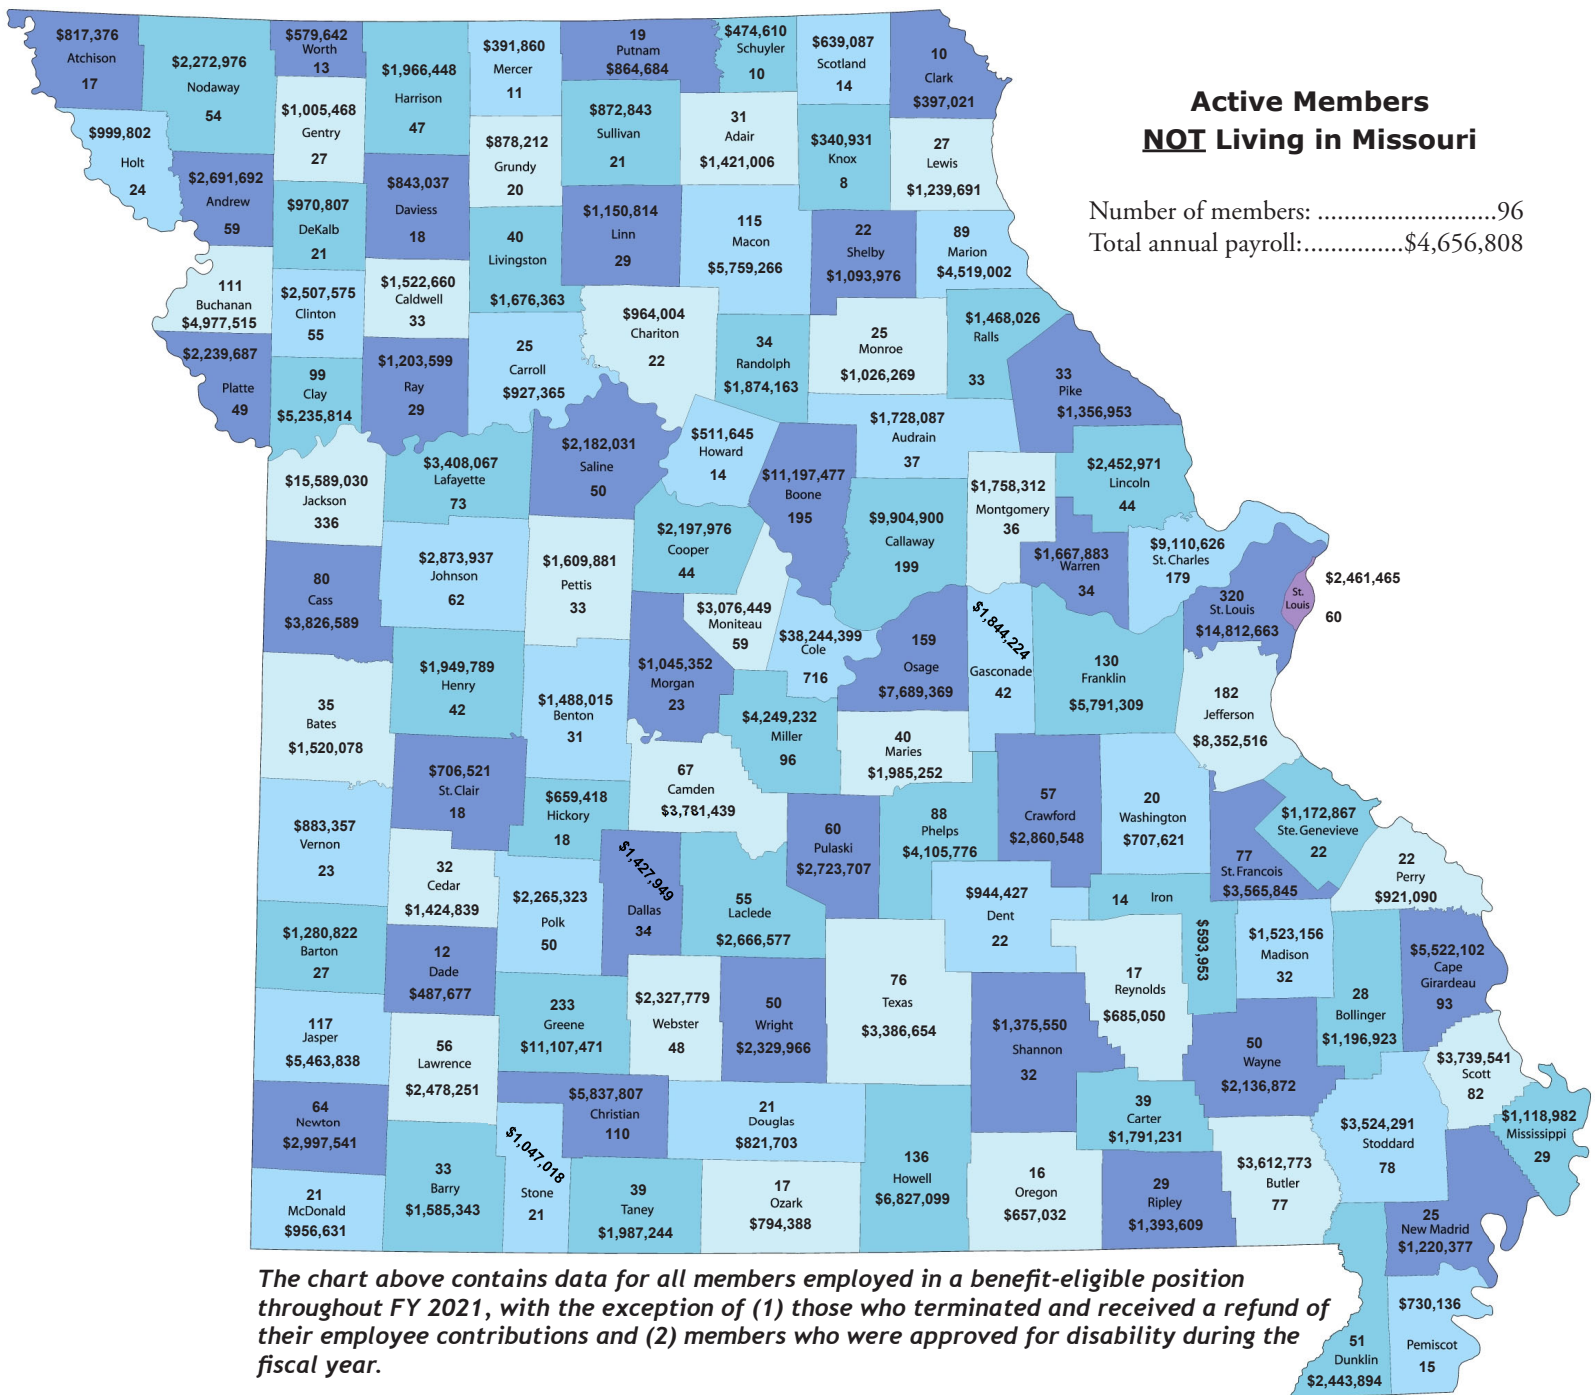 $817,376
Atchison
17
$2,272,976
Nodaway
54
$579,642
Worth
13
$1,966,448
Harrison
47
$391,860
Mercer
11
19
Putnam
$864,684
$474,610
Schuyler
10
$639,087
Scotland
14
10
Clark
$397,021
Active Members
NOT Living in Missouri
Number of members: ...........................96
Total annual payroll:...............$4,656,808
$999,802
Holt
24
$1,005,468
Gentry
27
$878,212
Grundy
20
$872,843
Sullivan
21
31
Adair
$1,421,006
$340,931
Knox
8
27
Lewis
$1,239,691
$2,691,692
Andrew
59
$970,807
DeKalb
21
$843,037
Daviess
18
40
Livingston
$1,676,363
$1,150,814
Linn
29
115
Macon
$5,759,266
22
Shelby
$1,093,976
89
Marion
$4,519,002
111
Buchanan
$4,977,515
$2,507,575
Clinton
55
$1,522,660
Caldwell
33
$964,004
Chariton
22
34
Randolph
$1,874,163
25
Monroe
$1,026,269
$1,468,026
Ralls
33
33
Pike
$1,356,953
$2,239,687
Platte
49
99
Clay
$5,235,814
$1,203,599
Ray
29
25
Carroll
$927,365
$15,589,030
Jackson
336
$3,408,067
Lafayette
73
$2,182,031
Saline
50
$511,645
Howard
14
$11,197,477
Boone
195
$1,728,087
Audrain
37
$9,904,900
Callaway
199
$1,758,312
Montgomery
36
$2,452,971
Lincoln
44
$1,667,883
Warren
34
$9,110,626
St. Charles
179
320
St. Louis
$14,812,663
St.
Louis
$2,461,465
60
80
Cass
$3,826,589
$2,873,937
Johnson
62
$1,609,881
Pettis
33
$2,197,976
Cooper
44
$3,076,449
Moniteau
59
$38,244,399
Cole
716
159
Osage
$7,689,369
$1,844,224
Gasconade
42
130
Franklin
$5,791,309
182
Jefferson
$8,352,516
35
Bates
$1,520,078
$1,949,789
Henry
42
$1,488,015
Benton
31
$1,045,352
Morgan
23
$4,249,232
Miller
96
40
Maries
$1,985,252
$706,521
St. Clair
18
$659,418
Hickory
18
67
Camden
$3,781,439
60
Pulaski
$2,723,707
88
Phelps
$4,105,776
57
Crawford
$2,860,548
20
Washington
$707,621
77
St. Francois
$3,565,845
$1,172,867
Ste. Genevieve
22
22
Perry
$921,090
$883,357
Vernon
23
32
Cedar
$1,424,839
$2,265,323
Polk
50
$1,427,949
Dallas
34
55
Laclede
$2,666,577
$944,427
Dent
22
14 Iron
$593,953
$1,523,156
Madison
32
28
Bollinger
$1,196,923
$5,522,102
Cape
Girardeau
93
$1,280,822
Barton
27
12
Dade
$487,677
233
Greene
$11,107,471
$2,327,779
Webster
48
50
Wright
$2,329,966
76
Texas
$3,386,654
$1,375,550
Shannon
32
17
Reynolds
$685,050
50
Wayne
$2,136,872
$3,739,541
Scott
82
117
Jasper
$5,463,838
56
Lawrence
$2,478,251
$5,837,807
Christian
110
21
Douglas
$821,703
136
Howell
$6,827,099
39
Carter
$1,791,231
$3,524,291
Stoddard
78
$1,118,982
Mississippi
29
64
Newton
$2,997,541
33
Barry
$1,585,343
$1,047,018
Stone
21
39
Taney
$1,987,244
17
Ozark
$794,388
16
Oregon
$657,032
29
Ripley
$1,393,609
$3,612,773
Butler
77
25
New Madrid
$1,220,377
21
McDonald
$956,631
$730,136
Pemiscot
15
51
Dunklin
$2,443,894
The chart above contains data for all members employed in a benefit-eligible position
throughout FY 2021, with the exception of (1) those who terminated and received a refund of
their employee contributions and (2) members who were approved for disability during the
fiscal year.